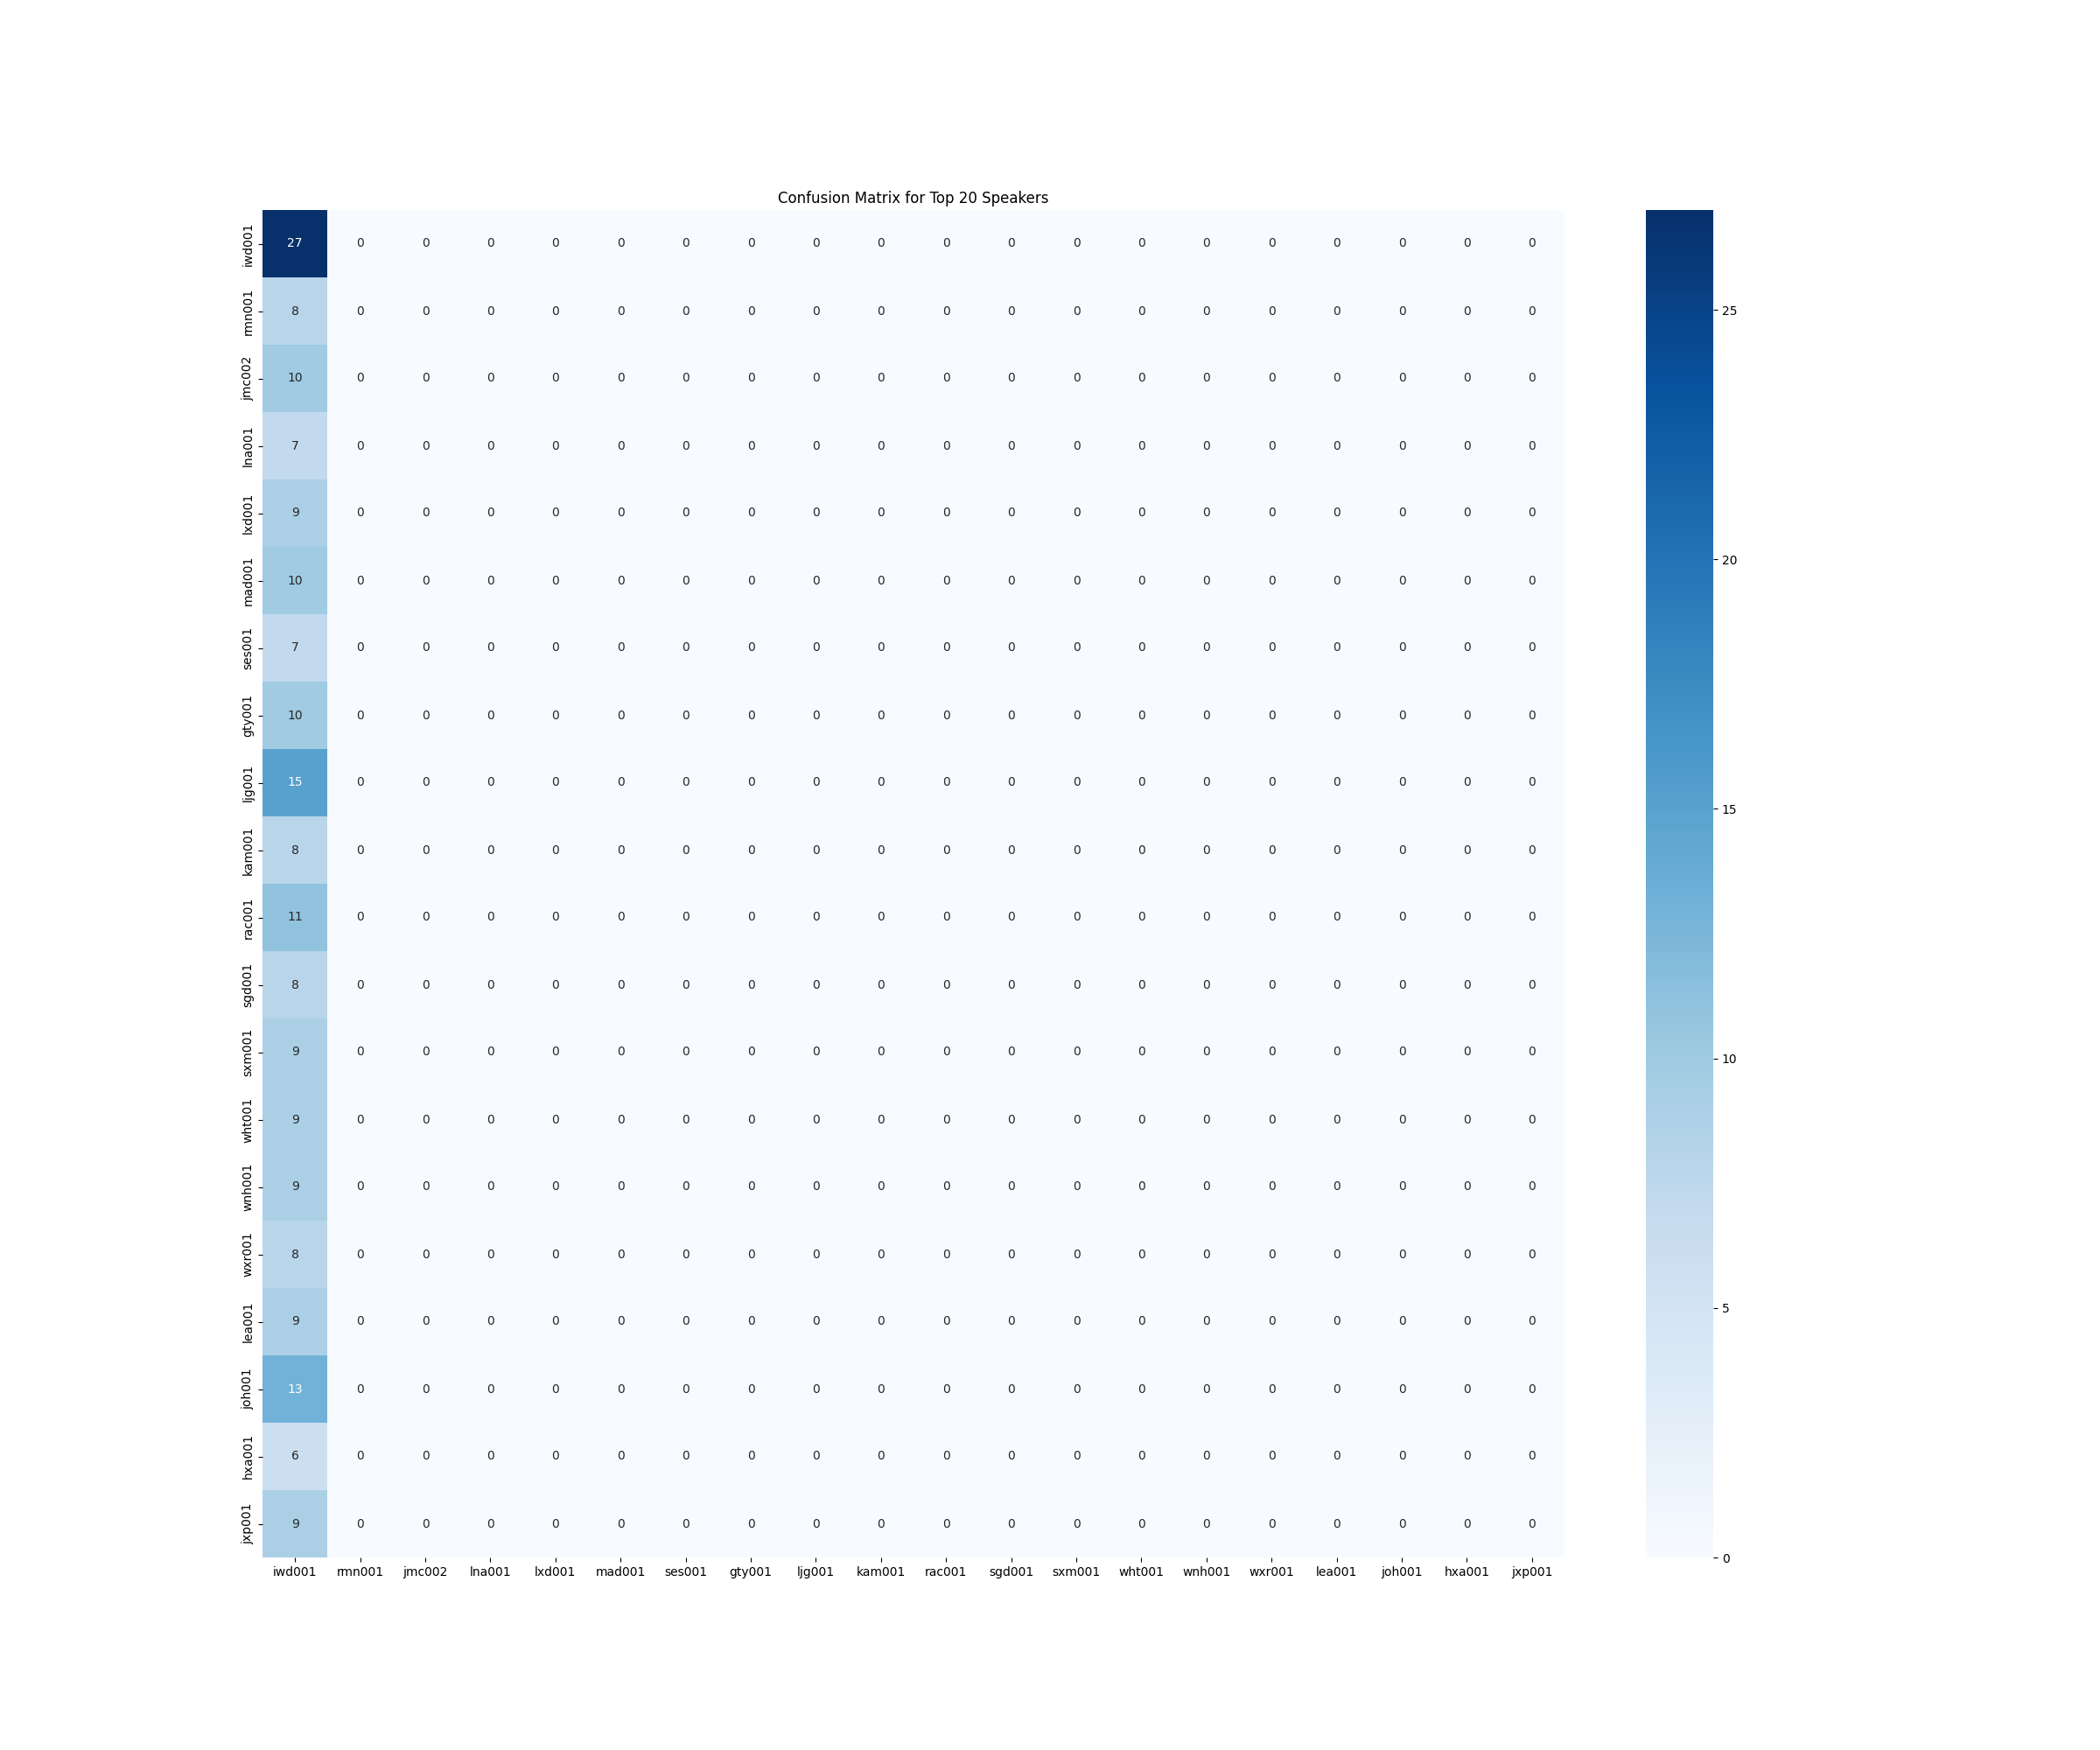 Confusion Matrix for Top 20 Speakers
iwd001 27 0 0 0 0 0 0 0 0 0 0 0 0 0 0 0 0 0 0 0
rmn001 8 0 0 0 0 0 0 0 0 0 0 0 0 0 0 0 0 0 0 0
jmc002 10 0 0 0 0 0 0 0 0 0 0 0 0 0 0 0 0 0 0 0
lna001 7 0 0 0 0 0 0 0 0 0 0 0 0 0 0 0 0 0 0 0
lxd001 9 0 0 0 0 0 0 0 0 0 0 0 0 0 0 0 0 0 0 0
mad001 10 0 0 0 0 0 0 0 0 0 0 0 0 0 0 0 0 0 0 0
ses001 7 0 0 0 0 0 0 0 0 0 0 0 0 0 0 0 0 0 0 0
gty001 10 0 0 0 0 0 0 0 0 0 0 0 0 0 0 0 0 0 0 0
ljg001 15 0 0 0 0 0 0 0 0 0 0 0 0 0 0 0 0 0 0 0
kam001 8 0 0 0 0 0 0 0 0 0 0 0 0 0 0 0 0 0 0 0
rac001 11 0 0 0 0 0 0 0 0 0 0 0 0 0 0 0 0 0 0 0
sgd001 8 0 0 0 0 0 0 0 0 0 0 0 0 0 0 0 0 0 0 0
sxm001 9 0 0 0 0 0 0 0 0 0 0 0 0 0 0 0 0 0 0 0
wht001 9 0 0 0 0 0 0 0 0 0 0 0 0 0 0 0 0 0 0 0
wnh001 9 0 0 0 0 0 0 0 0 0 0 0 0 0 0 0 0 0 0 0
wxr001 8 0 0 0 0 0 0 0 0 0 0 0 0 0 0 0 0 0 0 0
lea001 9 0 0 0 0 0 0 0 0 0 0 0 0 0 0 0 0 0 0 0
joh001 13 0 0 0 0 0 0 0 0 0 0 0 0 0 0 0 0 0 0 0
hxa001 6 0 0 0 0 0 0 0 0 0 0 0 0 0 0 0 0 0 0 0
jxp001 9 0 0 0 0 0 0 0 0 0 0 0 0 0 0 0 0 0 0 0
iwd001 rmn001 jmc002 lna001 lxd001 mad001 ses001 gty001 ljg001 kam001 rac001 sgd001 sxm001 wht001 wnh001 wxr001 lea001 joh001 hxa001 jxp001
25
20
15
10
5
0